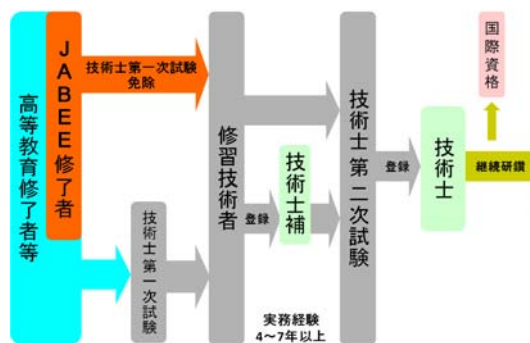 高等教育修了者等
JABEE修了者
技術士第一次試験
免除
技術士第一次試験
修習技術者
登録
技術士補
実務経験
4～7年以上
技術士第二次試験
登録
技術士
継続研鑽
国際資格